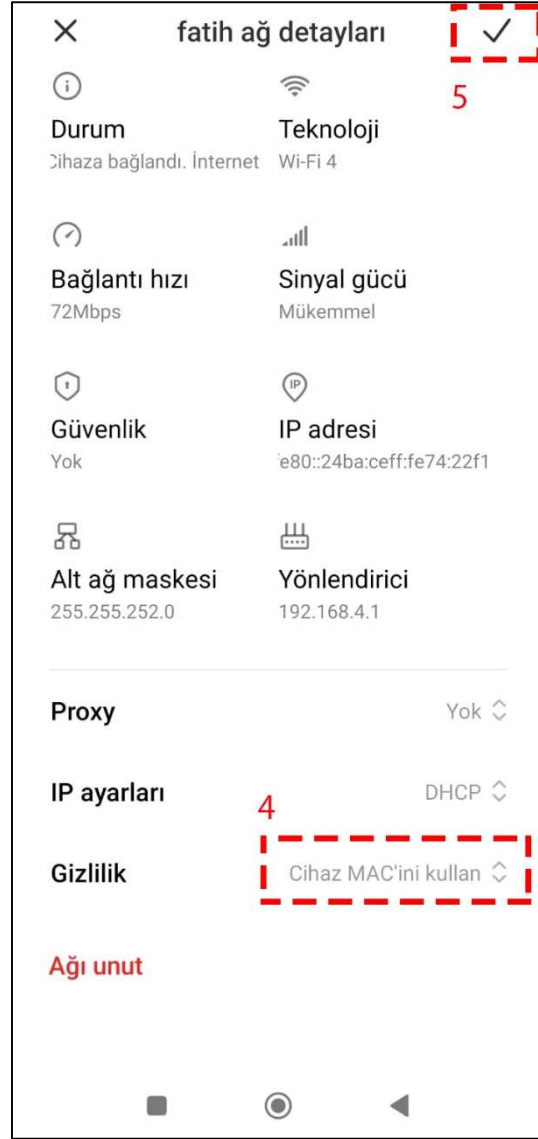 fatih ağ detayları
5
Durum
Teknoloji
Cihaza bağlandı. İnternet
Wi-Fi 4
Bağlantı hızı
Sinyal gücü
72Mbps
Mükemmel
IP
Güvenlik
IP adresi
Yok
fe80::24ba:ceff:fe74:22f1
Alt ağ maskesi
Yönlendirici
255.255.252.0
192.168.4.1
Proxy
Yok
IP ayarları
DHCP
4
Gizlilik
Cihaz MAC'ini kullan
Ağı unut